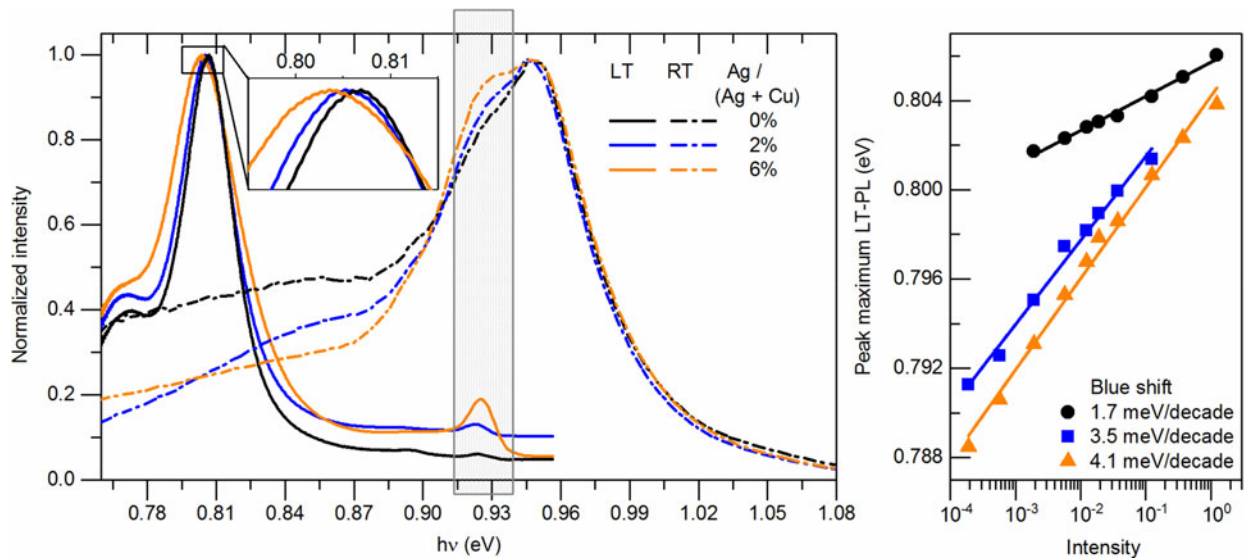 0.80 0.81
LT RT Ag /
(Ag + Cu)
0%
2%
6%
Normalized intensity
1.0
0.8
0.6
0.4
0.2
0.0
0.78 0.81 0.84 0.87 0.90 0.93 0.96 0.99 1.02 1.05 1.08
hν (eV)
Peak maximum LT-PL (eV)
0.804
0.800
0.796
0.792
0.788
Blue shift
1.7 meV/decade
3.5 meV/decade
4.1 meV/decade
10⁻⁴ 10⁻³ 10⁻² 10⁻¹ 10⁰
Intensity